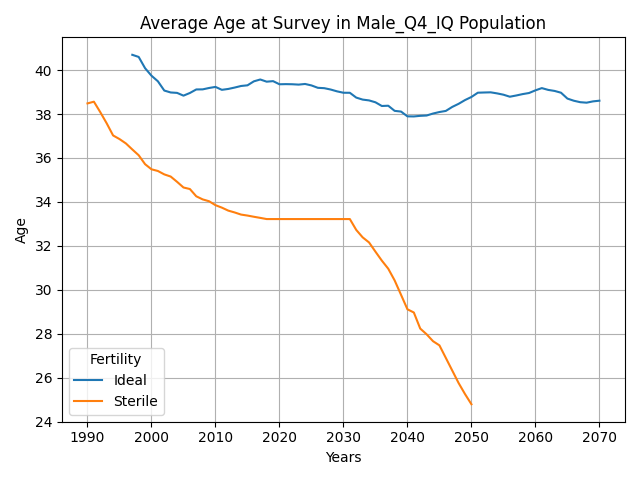 Average Age at Survey in Male_Q4_IQ Population
Age
40
38
36
34
32
30
28
26
24
Fertility
Ideal
Sterile
1990 2000 2010 2020 2030 2040 2050 2060 2070
Years